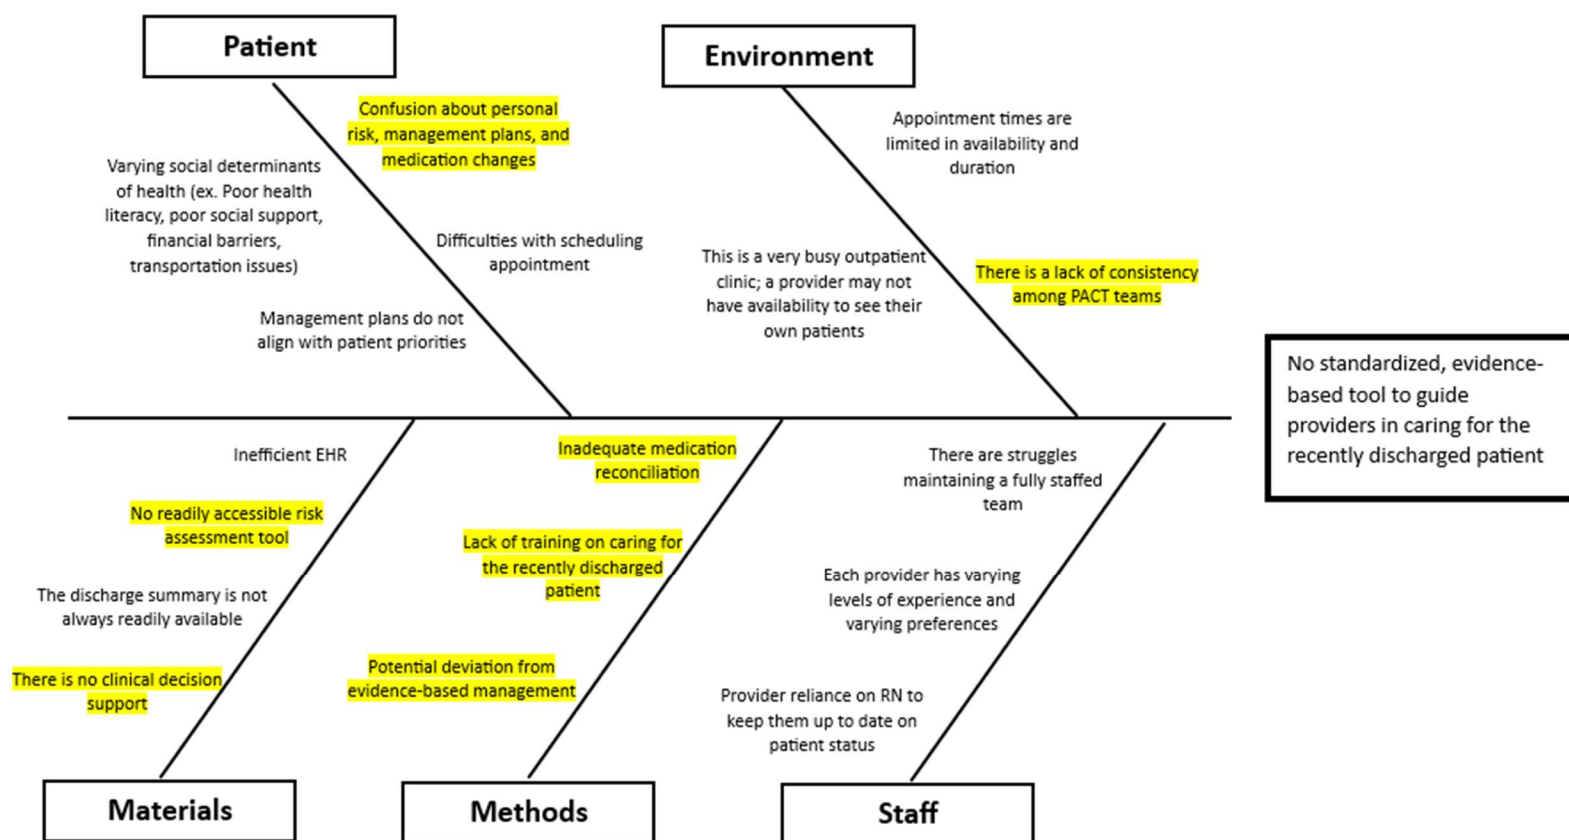 Patient
Confusion about personal
risk, management plans, and
medication changes
Varying social determinants
of health (ex. Poor health
literacy, poor social support,
financial barriers,
transportation issues)
Difficulties with scheduling
appointment
Management plans do not
align with patient priorities
Environment
Appointment times are
limited in availability and
duration
This is a very busy outpatient
clinic; a provider may not
have availability to see their
own patients
There is a lack of consistency
among PACT teams
No standardized, evidence-
based tool to guide
providers in caring for the
recently discharged patient
Inefficient EHR
No readily accessible risk
assessment tool
The discharge summary is not
always readily available
There is no clinical decision
support
Materials
Inadequate medication
reconciliation
Lack of training on caring for
the recently discharged
patient
Potential deviation from
evidence-based management
Methods
There are struggles
maintaining a fully staffed
team
Each provider has varying
levels of experience and
varying preferences
Provider reliance on RN to
keep them up to date on
patient status
Staff